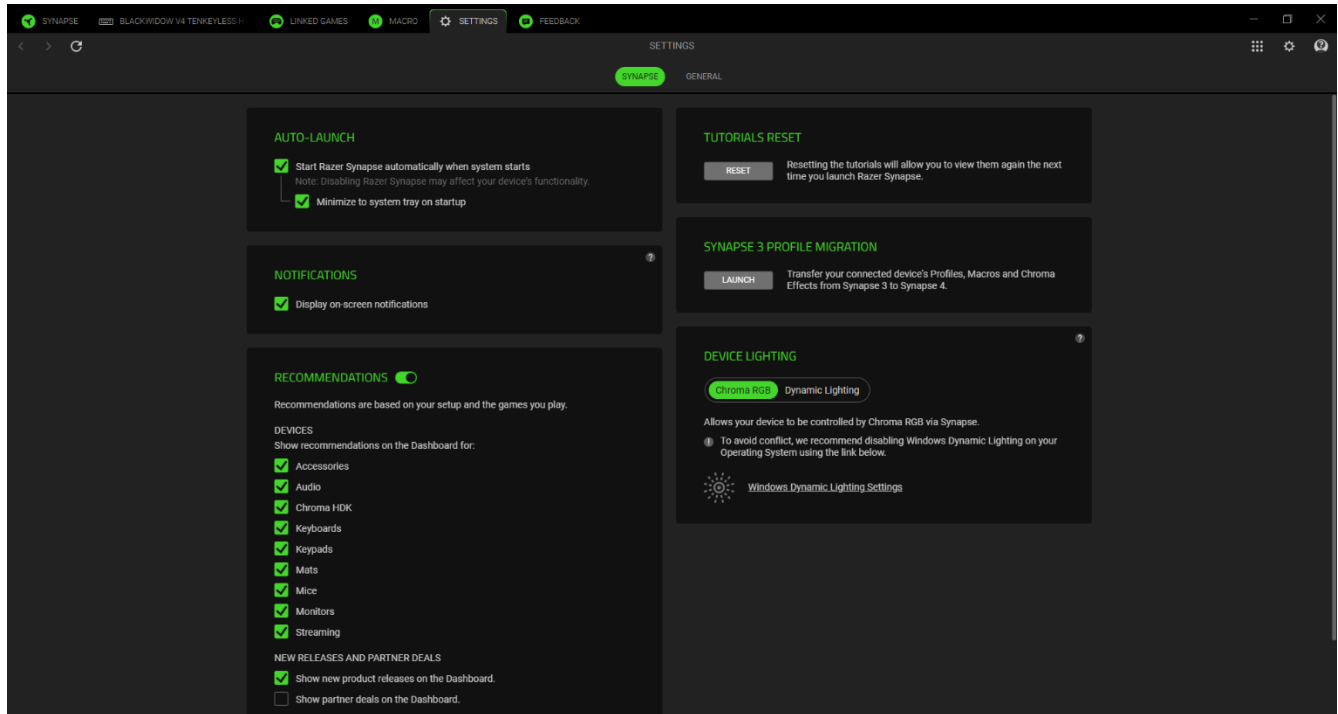 SYNAPSE
BLACKWIDOW V4 TENKEYLESS H
LINKED GAMES
M MACRO
SETTINGS
FEEDBACK
SETTINGS
SYNAPSE
GENERAL
AUTO-LAUNCH
Start Razer Synapse automatically when system starts
Note: Disabling Razer Synapse may affect your device's functionality.
Minimize to system tray on startup
NOTIFICATIONS
Display on-screen notifications
RECOMMENDATIONS
Recommendations are based on your setup and the games you play.
DEVICES
Show recommendations on the Dashboard for:
Accessories
Audio
Chroma HDK
Keyboards
Keypads
Mats
Mice
Monitors
Streaming
NEW RELEASES AND PARTNER DEALS
Show new product releases on the Dashboard.
Show partner deals on the Dashboard.
TUTORIALS RESET
RESET
Resetting the tutorials will allow you to view them again the next
time you launch Razer Synapse.
SYNAPSE 3 PROFILE MIGRATION
LAUNCH
Transfer your connected device's Profiles, Macros and Chroma
Effects from Synapse 3 to Synapse 4.
DEVICE LIGHTING
Chroma RGB
Dynamic Lighting
Allows your device to be controlled by Chroma RGB via Synapse.
To avoid conflict, we recommend disabling Windows Dynamic Lighting on your
Operating System using the link below.
Windows Dynamic Lighting Settings